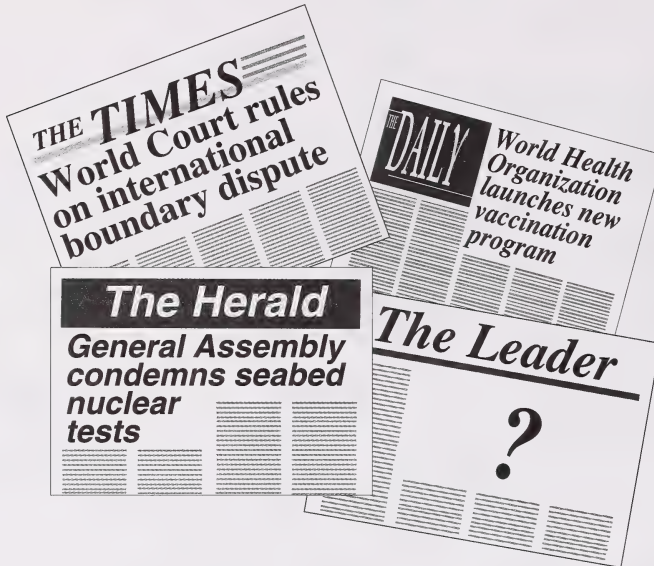 THE TIMES
World Court rules
on international
boundary dispute
THE DAILY
World Health
Organization
launches new
vaccination
program
The Herald
General Assembly
condemns seabed
nuclear
tests
The Leader
?